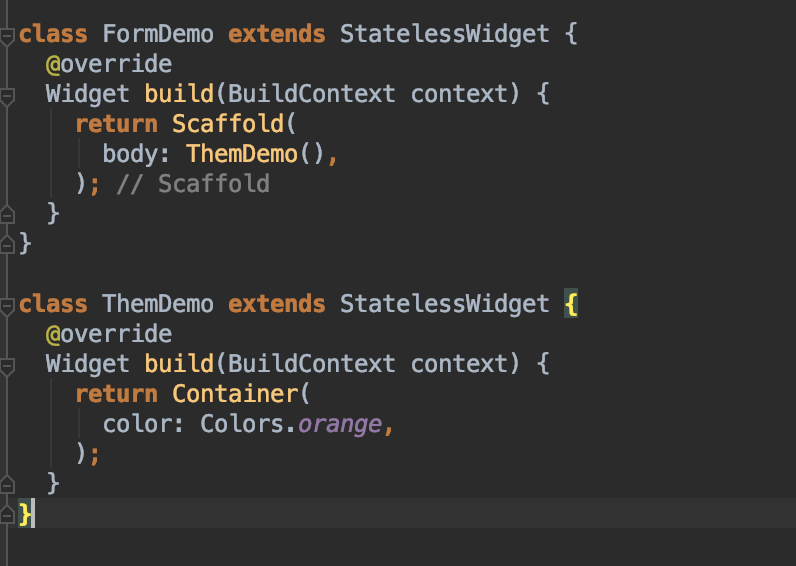 class FormDemo extends StatelessWidget {
@override
Widget build(BuildContext context) {
return Scaffold(
body: ThemDemo(),
); // Scaffold
}
}
class ThemDemo extends StatelessWidget {
@override
Widget build(BuildContext context) {
return Container(
color: Colors.orange,
);
}
}